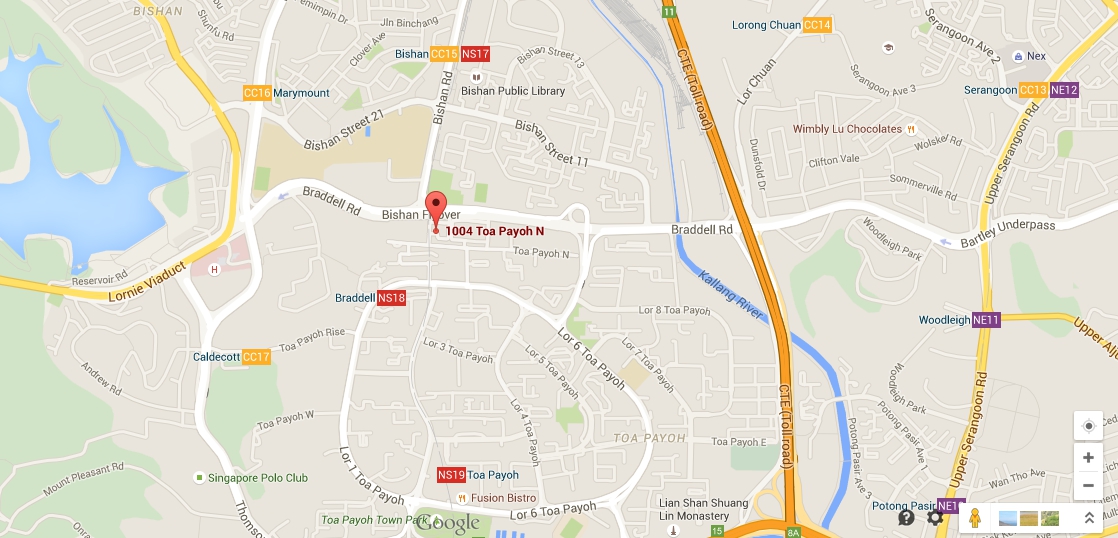 BISHAN
Jln Binchang
11
Lorong Chuan CC14
Clover Ave
Bishan CC15 NS17
Bishan Street 13
Serangoon Ave 2
Nex
CTE (Toll road)
Lor Chuan
Serangoon Ave 3
CC16 Marymount
Bishan Rd
Bishan Public Library
Serangoon CC13 NE12
Bishan Street 21
Bishan Street 11
Wimbly Lu Chocolates
Wolskel Rd
Upper Serangoon Rd
Dunsfold Dr
Clifton Vale
Sommerville Rd
Braddell Rd
Bishan Flyover
1004 Toa Payoh N
Braddell Rd
Bartley Underpass
Toa Payoh N
H
Reservoir Rd
Lornie Viaduct
Kallang River
Braddell NS18
Lor 8 Toa Payoh
Woodleigh NE11
Toa Payoh Rise
Lor 6 Toa Payoh
Lor 3 Toa Payoh
Lor 5 Toa Payoh
Lor 7 Toa Payoh
Caldecott CC17
Andrew Rd
Woodleigh Park
Upper Serangoon Rd
CTE (Toll road)
Lor 4 Toa Payoh
Toa Payoh W
TOA PAYOH
Toa Payoh E
Potong Pasir Ave 3
Potong Pasir Ave 1
Lor 1 Toa Payoh
Mount Pleasant Rd
Singapore Polo Club
NS19 Toa Payoh
Wan Tho Ave
Fusion Bistro
Lian Shan Shuang
Lin Monastery
Potong Pasir
Lor 6 Toa Payoh
Toa Payoh Town Park
Google
15
8A